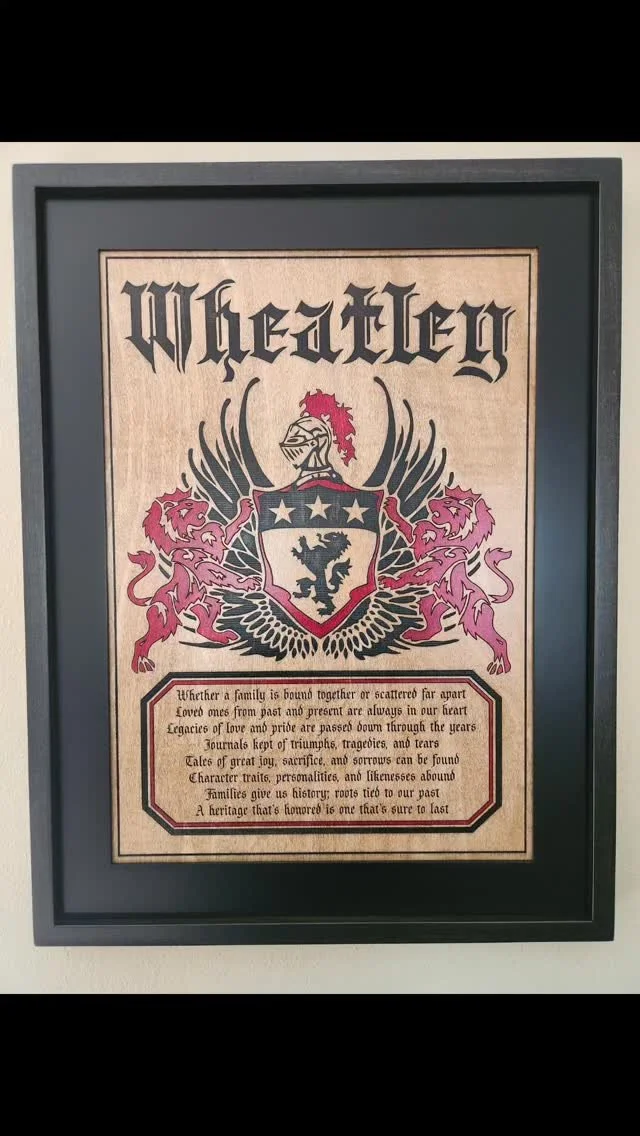 Wheatley
Whether a family is bound together or scattered far apart
Loved ones from past and present are always in our heart
Legacies of love and pride are passed down through the years
Journals kept of triumphs, tragedies, and tears
Tales of great joy, sacrifice, and sorrows can be found
Character traits, personalities, and likenesses abound
Families give us history; roots tied to our past
A heritage that's honored is one that's sure to last